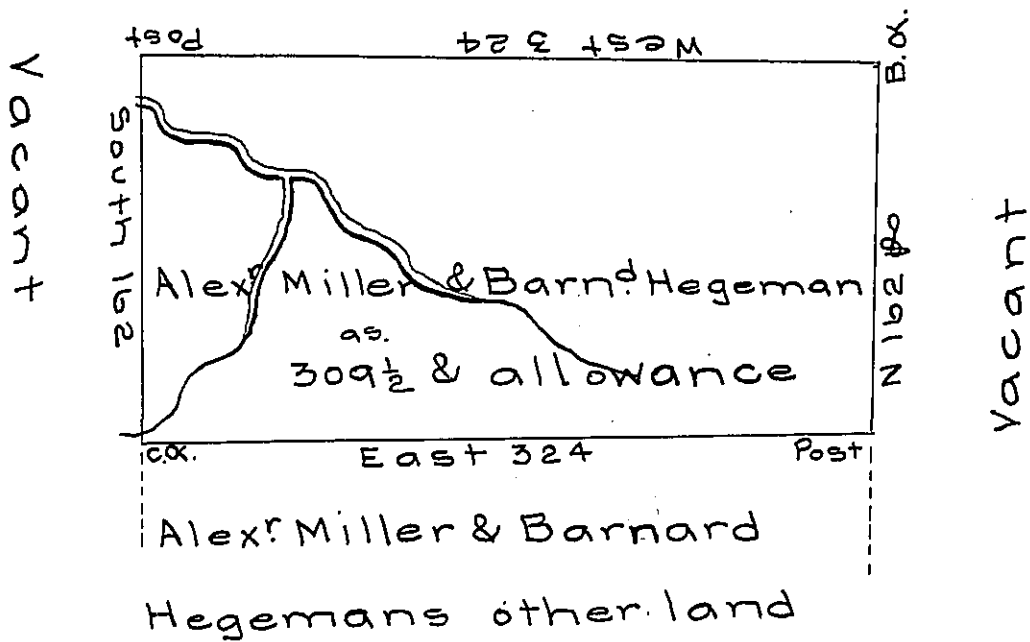 Post West 324 B.O.
Vacant
South 162
Vacant
N 162 po
Alexr. Miller & Barnd. Hegeman
as.
309½ & allowance
C.O. East 324 Post
Alexr. Miller & Barnard
Hegemans other land